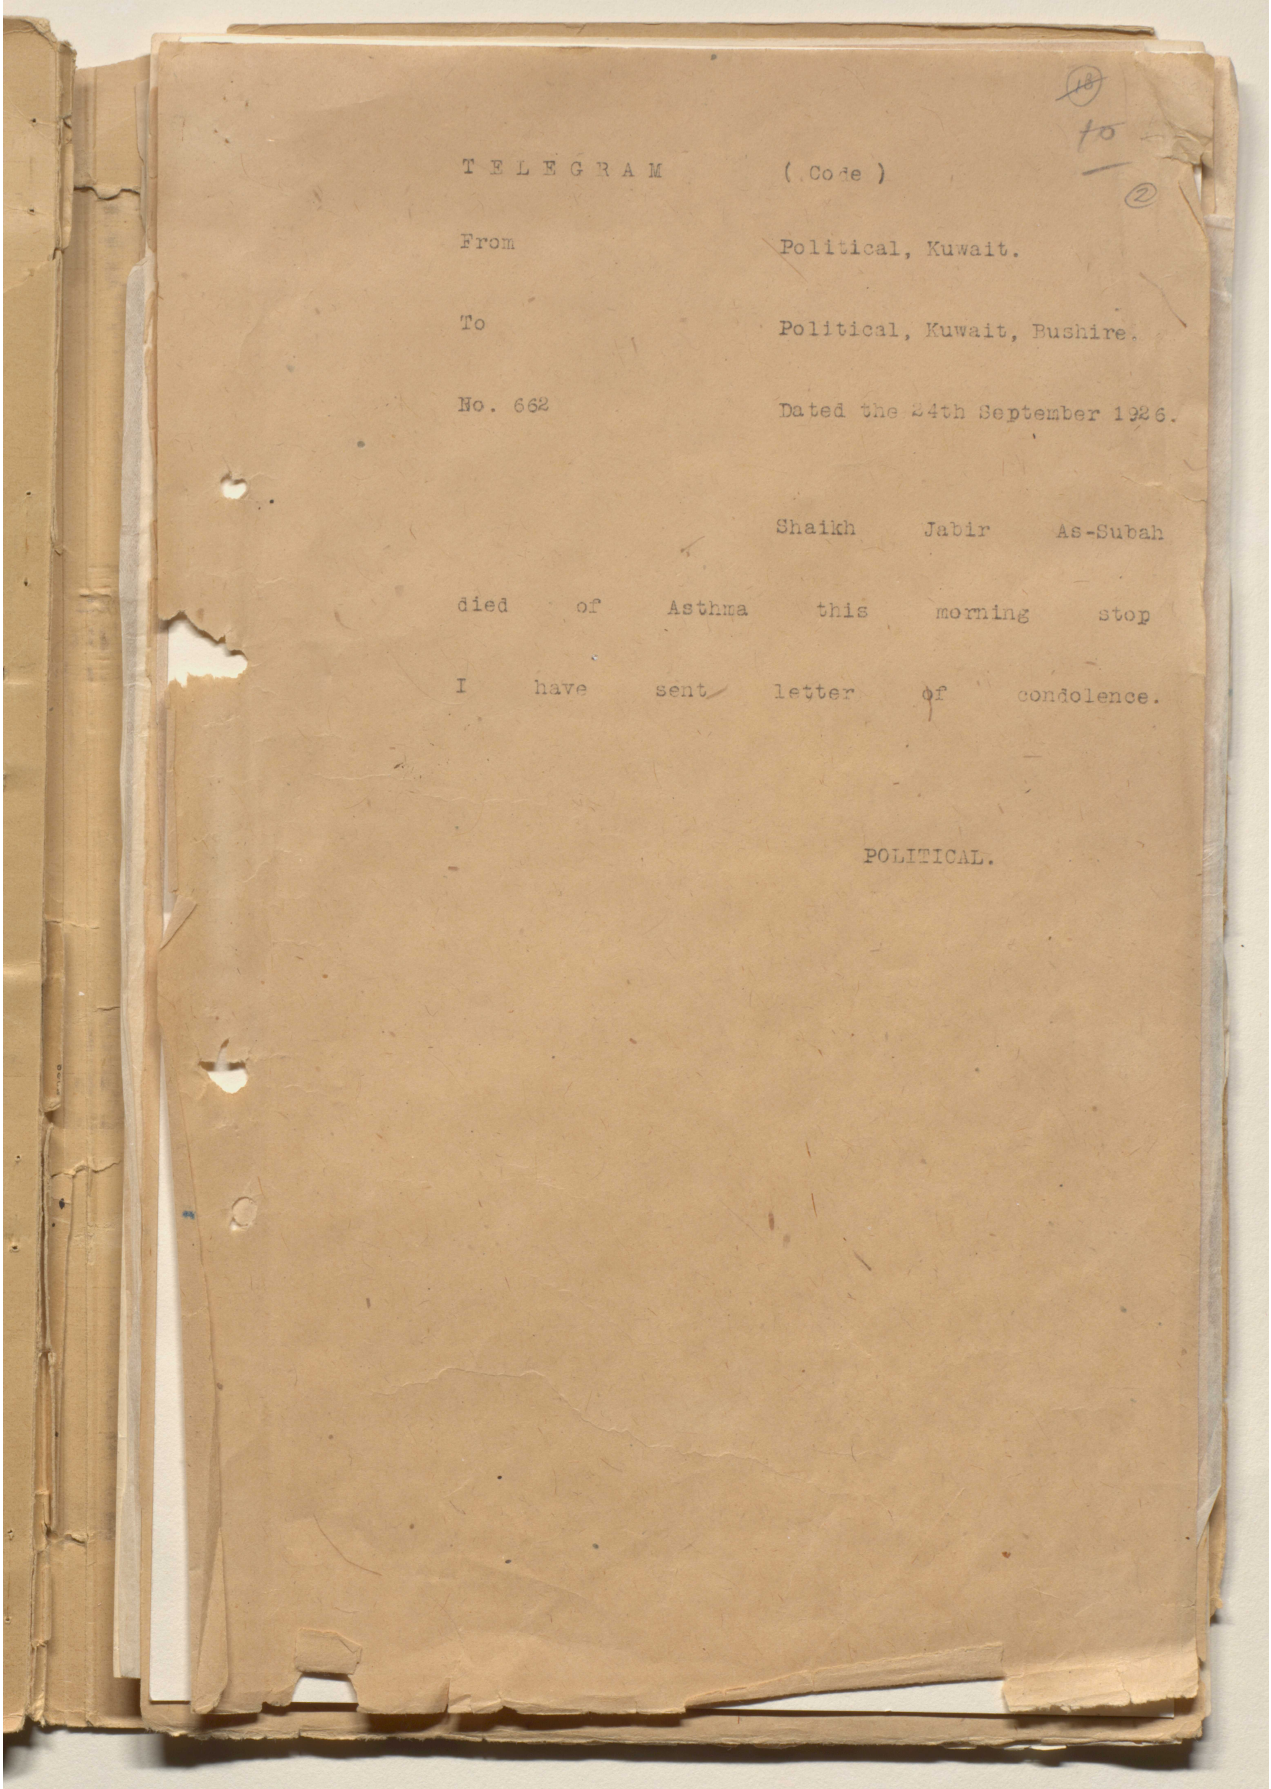 18
10
2
T E L E G R A M ( Code )
From Political, Kuwait.
To Political, Kuwait, Bushire.
No. 662 Dated the 24th September 1926.
Shaikh Jabir As-Subah
died of Asthma this morning stop
I have sent letter of condolence.
POLITICAL.